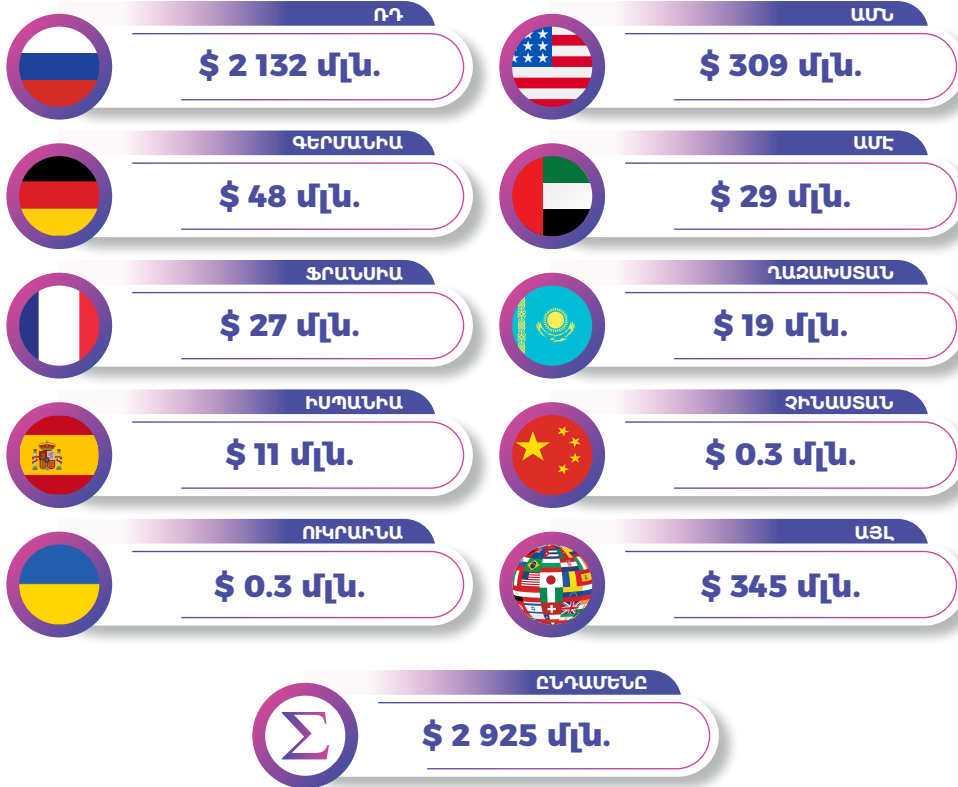 ՌԴ
$ 2 132 մլն.
ԱՄՆ
$ 309 մլն.
ԳԵՐՄԱՆԻԱ
$ 48 մլն.
ԱՄԷ
$ 29 մլն.
ՖՐԱՆՍԻԱ
$ 27 մլն.
ՂԱԶԱԽՍՏԱՆ
$ 19 մլն.
ԻՍՊԱՆԻԱ
$ 11 մլն.
ՉԻՆԱՍՏԱՆ
$ 0.3 մլն.
ՈՒԿՐԱԻՆԱ
$ 0.3 մլն.
ԱՅԼ
$ 345 մլն.
ԸՆԴԱՄԵՆԸ
Σ
$ 2 925 մլն.